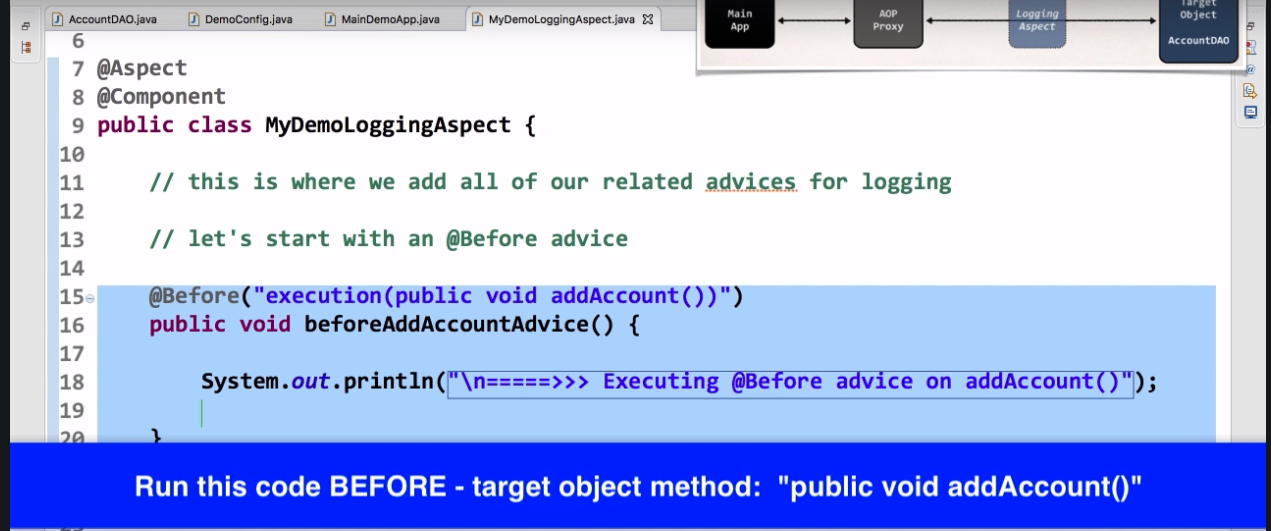 AccountDAO.java DemoConfig.java MainDemoApp.java MyDemoLoggingAspect.java
Main
App
AOP
Proxy
Logging
Aspect
Target
Object
AccountDAO
6
7 @Aspect
8 @Component
9 public class MyDemoLoggingAspect {
10
11 // this is where we add all of our related advices for logging
12
13 // let's start with an @Before advice
14
15 @Before("execution(public void addAccount())")
16 public void beforeAddAccountAdvice() {
17
18 System.out.println("\n=====>>> Executing @Before advice on addAccount()");
19
20 }
Run this code BEFORE - target object method: "public void addAccount()"